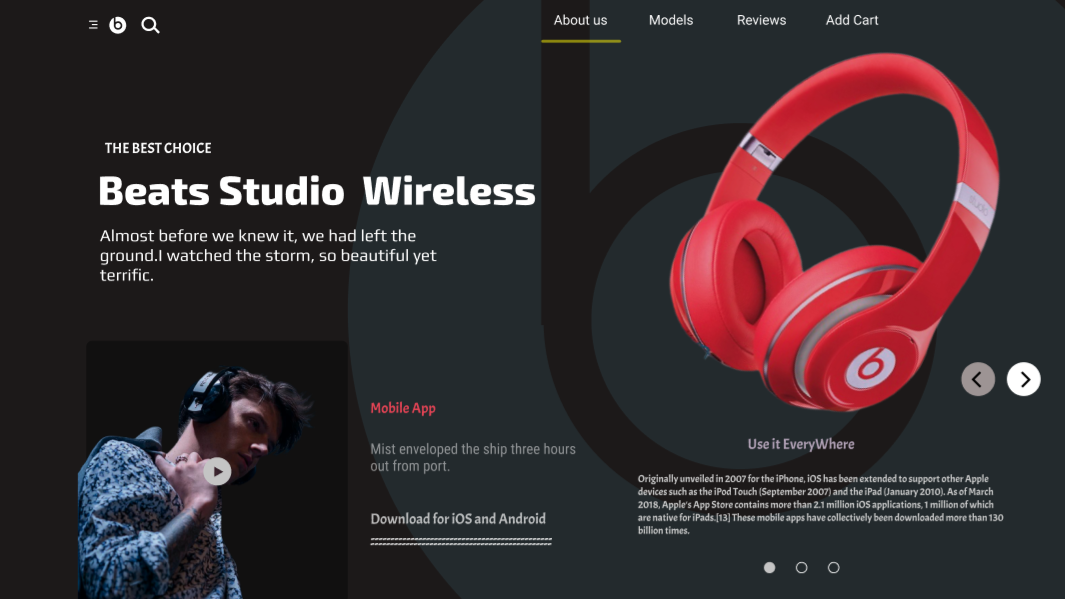 About us
Models
Reviews
Add Cart
THE BEST CHOICE
Beats Studio Wireless
Almost before we knew it, we had left the
ground.I watched the storm, so beautiful yet
terrific.
studio
Mobile App
Mist enveloped the ship three hours
out from port.
Download for iOS and Android
Use it EveryWhere
Originally unveiled in 2007 for the iPhone, iOS has been extended to support other Apple
devices such as the iPod Touch (September 2007) and the iPad (January 2010). As of March
2018, Apple's App Store contains more than 2.1 million iOS applications, 1 million of which
are native for iPads.[13] These mobile apps have collectively been downloaded more than 130
billion times.